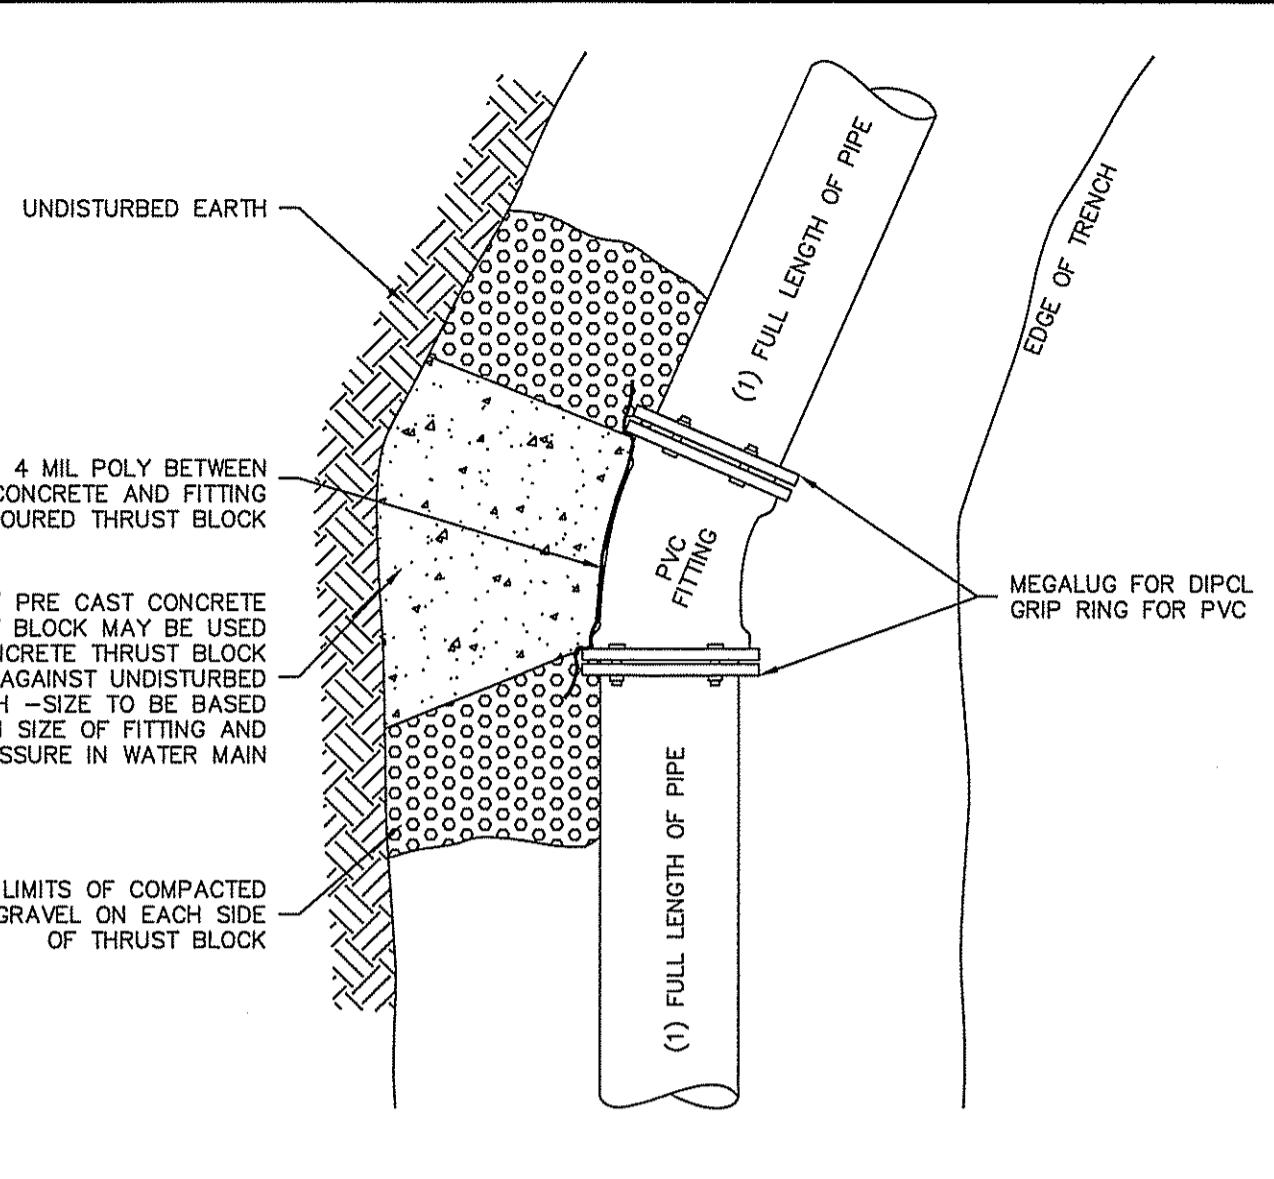 UNDISTURBED EARTH
4 MIL POLY BETWEEN
CONCRETE AND FITTING
OURED THRUST BLOCK
PRE CAST CONCRETE
BLOCK MAY BE USED
NCRETE THRUST BLOCK
AGAINST UNDISTURBED
H -SIZE TO BE BASED
SIZE OF FITTING AND
SSURE IN WATER MAIN
LIMITS OF COMPACTED
GRAVEL ON EACH SIDE
OF THRUST BLOCK
(1) FULL LENGTH OF PIPE
EDGE OF TRENCH
PVC
FITTING
MEGALUG FOR DIPCL
GRIP RING FOR PVC
(1) FULL LENGTH OF PIPE